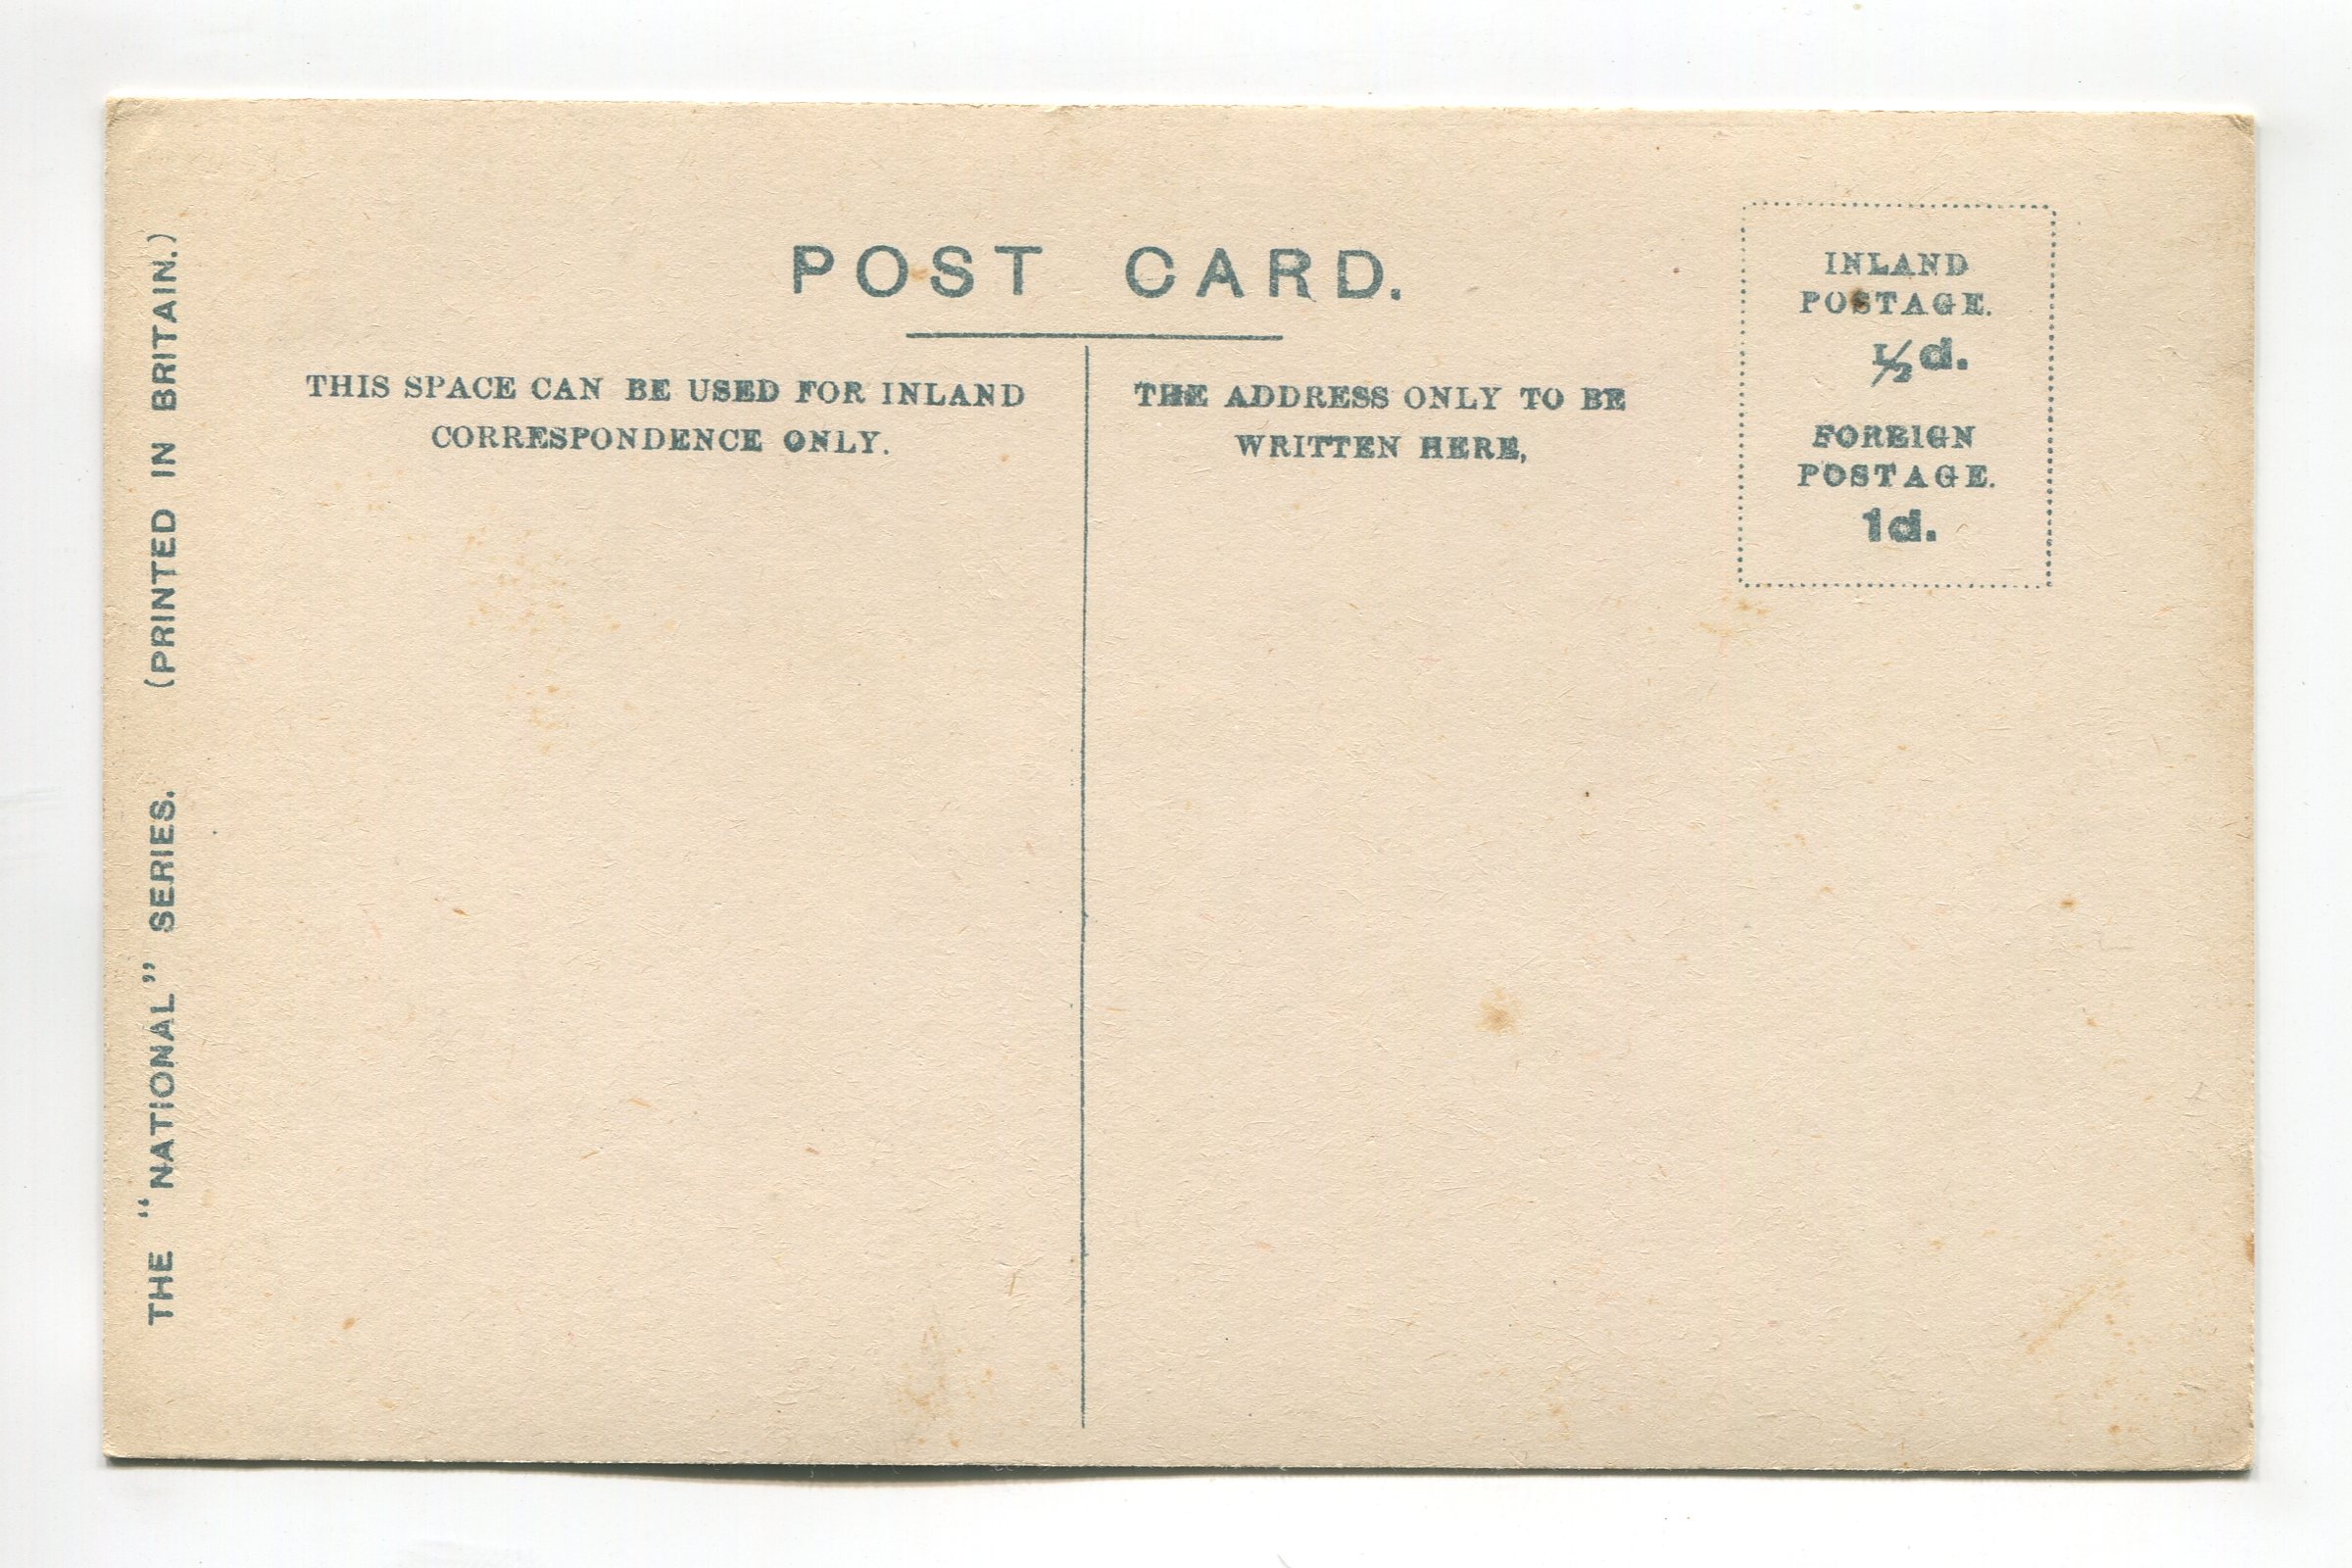 POST CARD.
THIS SPACE CAN BE USED FOR INLAND
CORRESPONDENCE ONLY.
THE ADDRESS ONLY TO BE
WRITTEN HERE,
INLAND
POSTAGE.
½d.
FOREIGN
POSTAGE.
1d.
THE “NATIONAL” SERIES. (PRINTED IN BRITAIN.)